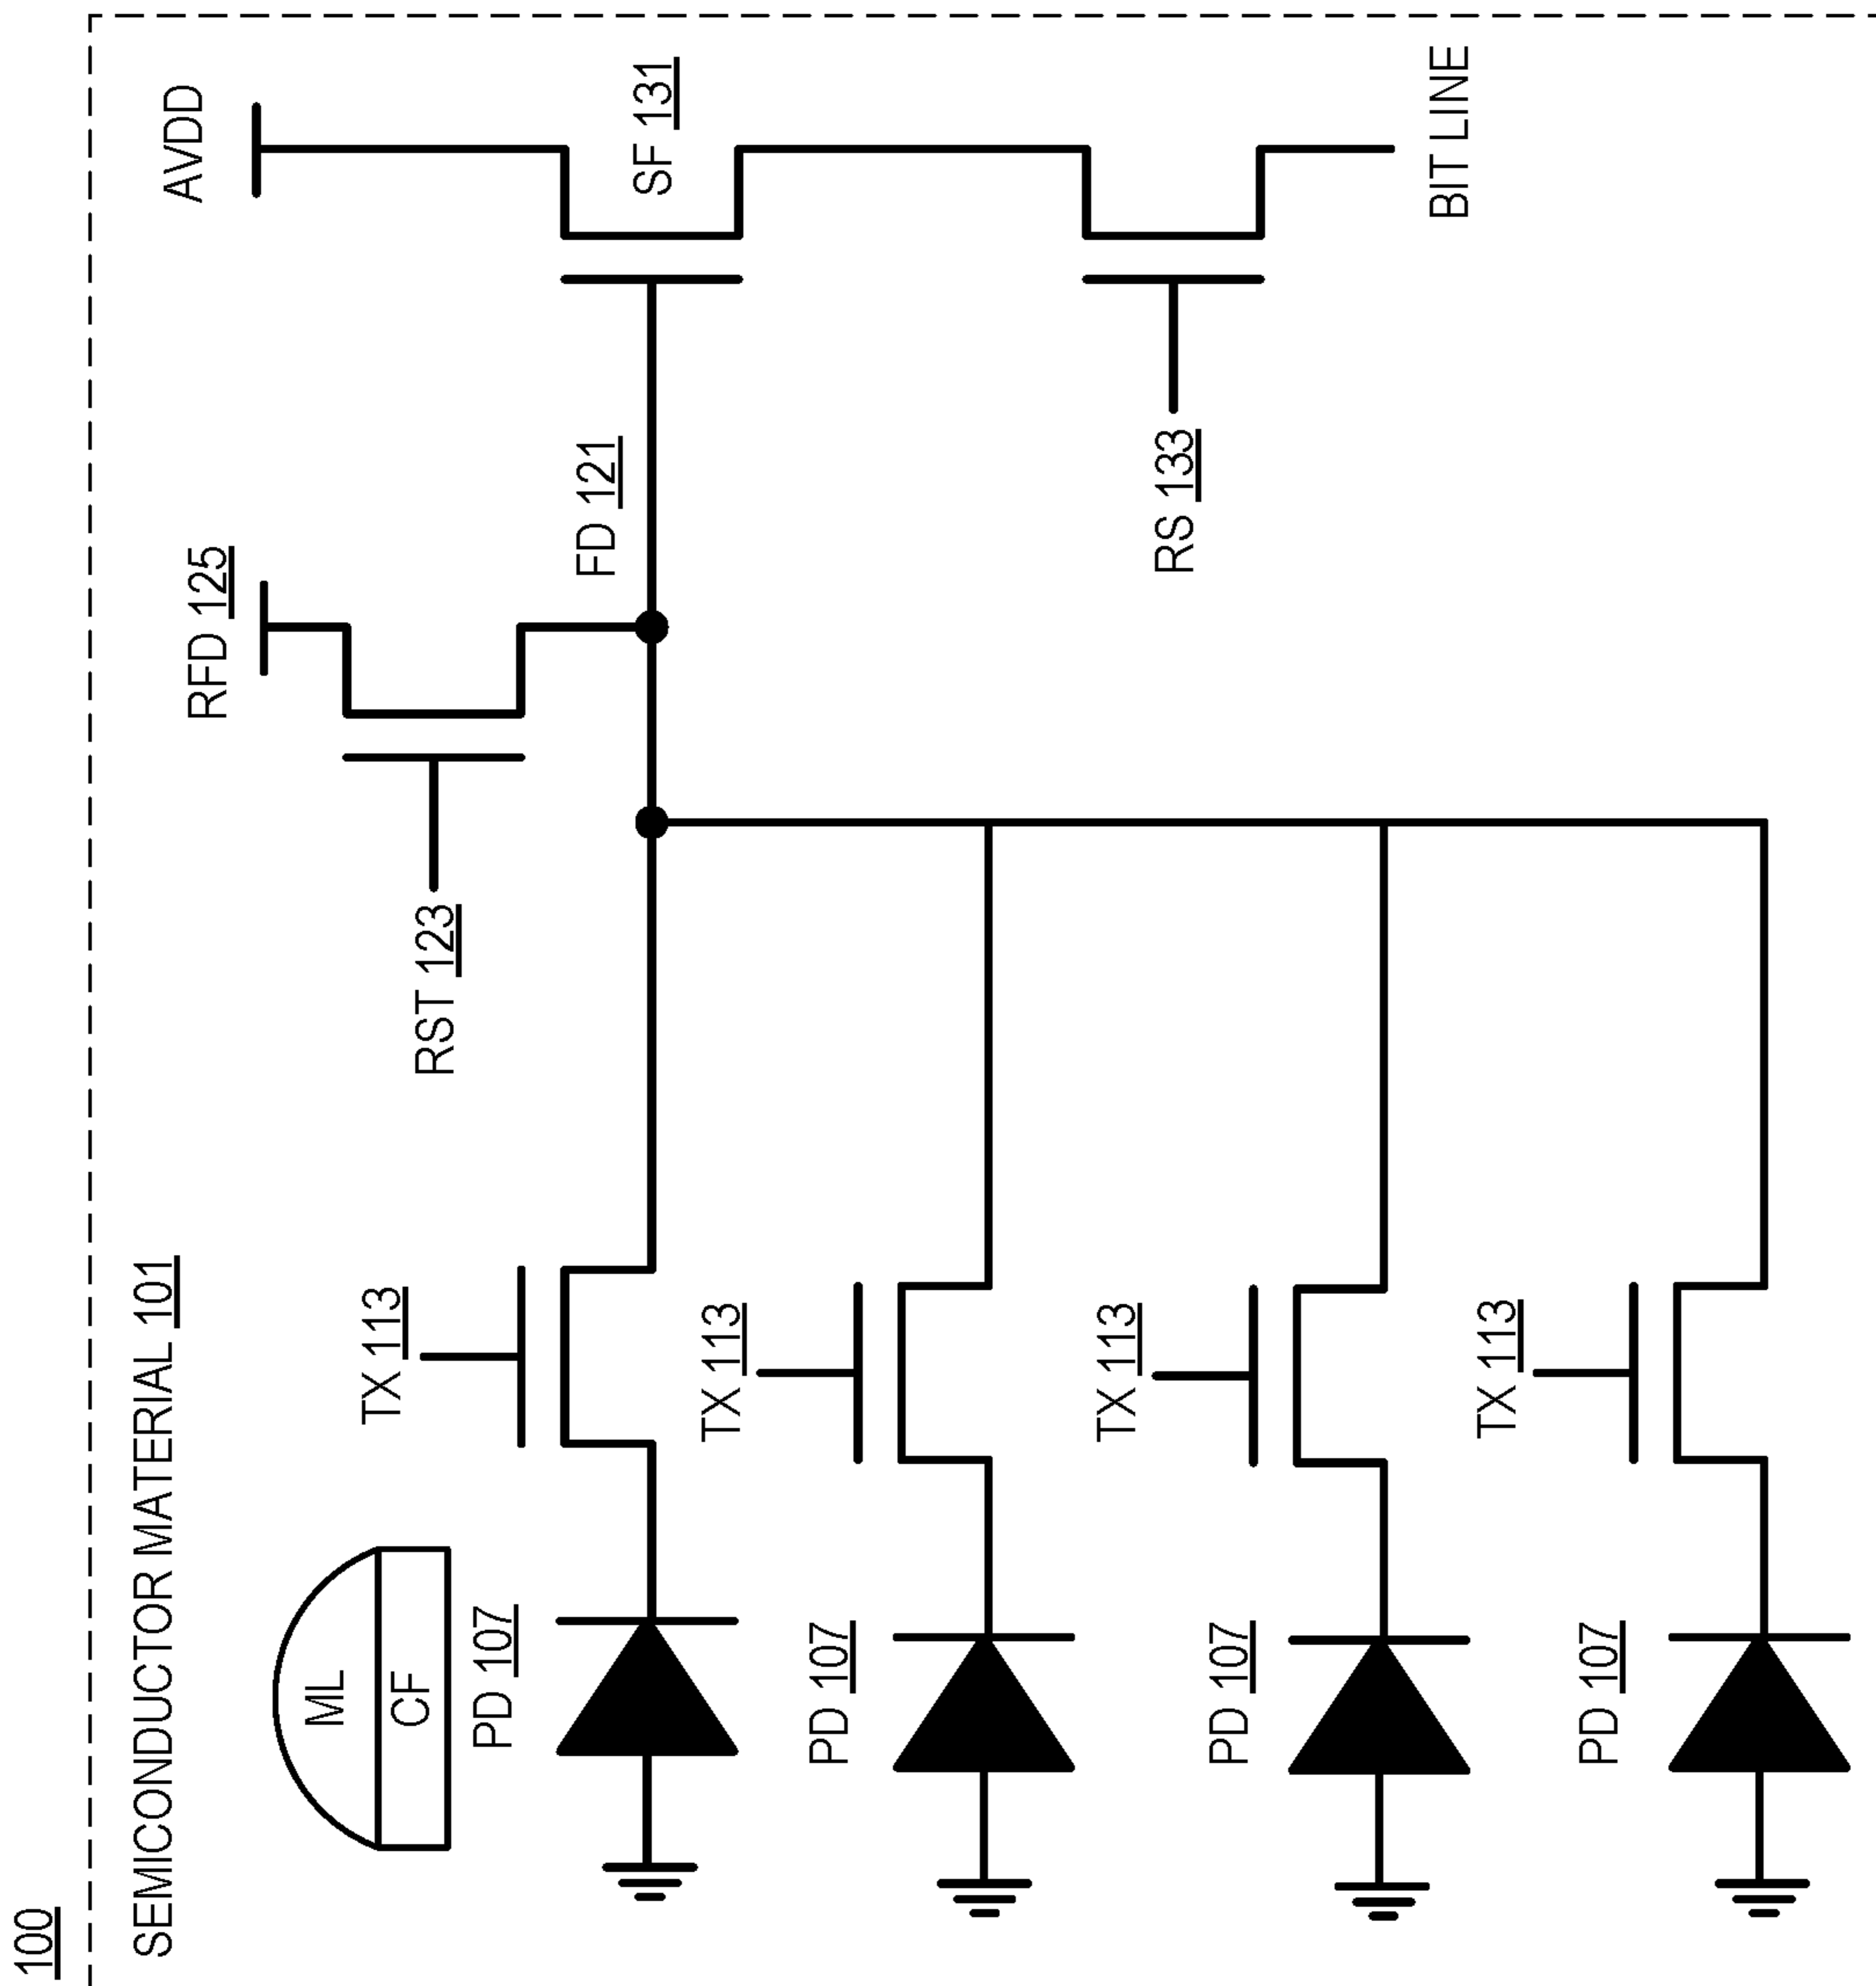 100
SEMICONDUCTOR MATERIAL 101
ML
CF
PD 107
TX 113
RST 123
RFD 125
FD 121
AVDD
SF 131
PD 107
TX 113
RS 133
BIT LINE
PD 107
TX 113
PD 107
TX 113